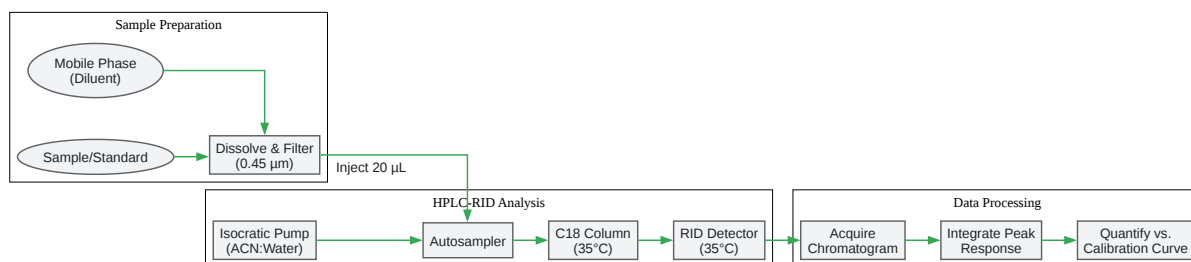 Sample Preparation
Mobile Phase
(Diluent)
Sample/Standard
Dissolve & Filter
(0.45 µm)
Inject 20 µL
HPLC-RID Analysis
Isocratic Pump
(ACN:Water)
Autosampler
C18 Column
(35°C)
RID Detector
(35°C)
Data Processing
Acquire
Chromatogram
Integrate Peak
Response
Quantify vs.
Calibration Curve